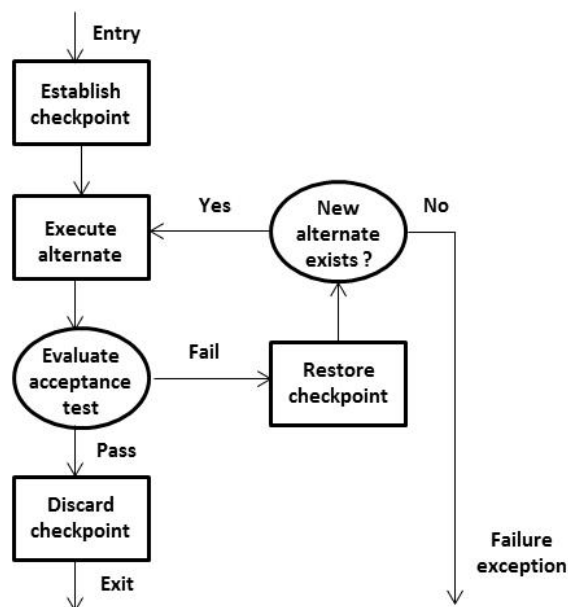 Entry
Establish
checkpoint
Execute
alternate
Yes
New
alternate
exists ?
No
Evaluate
acceptance
test
Fail
Restore
checkpoint
Pass
Discard
checkpoint
Exit
Failure
exception